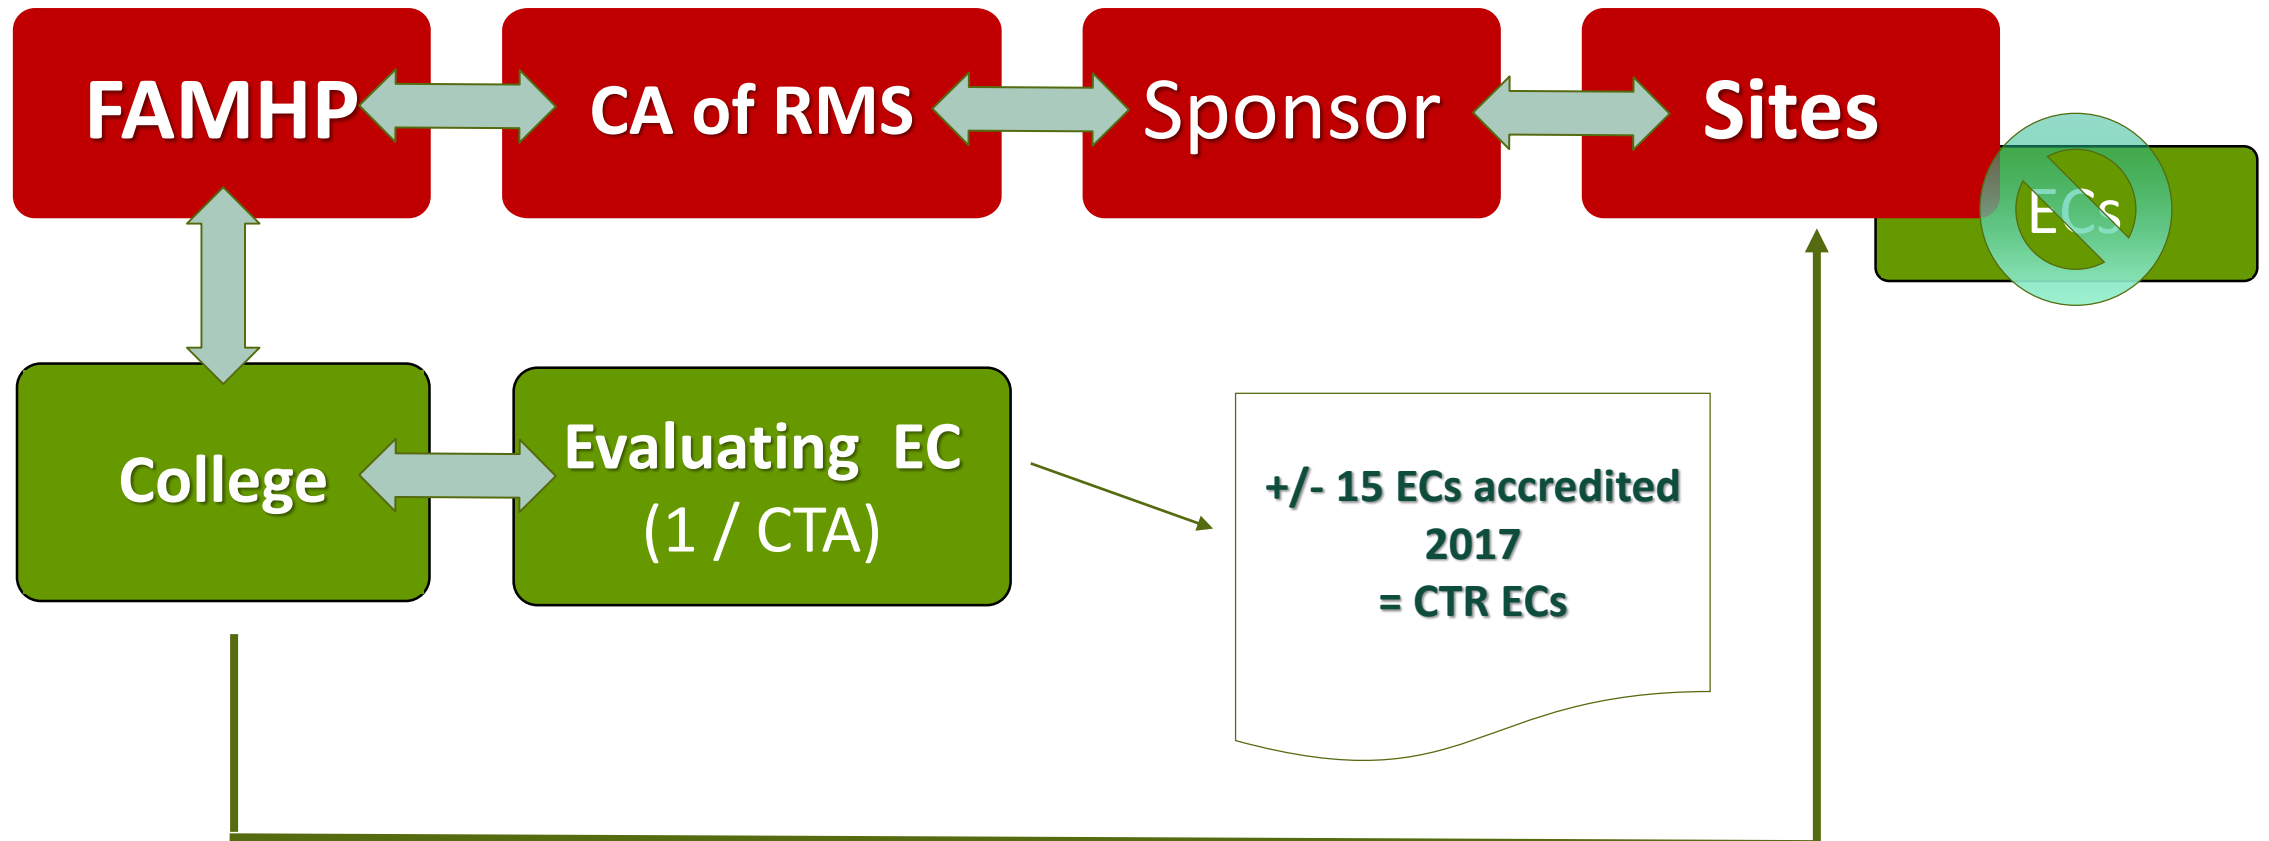 FAMHP
CA of RMS
Sponsor
Sites
ECs
College
Evaluating EC
(1 / CTA)
+/- 15 ECs accredited
2017
= CTR ECs